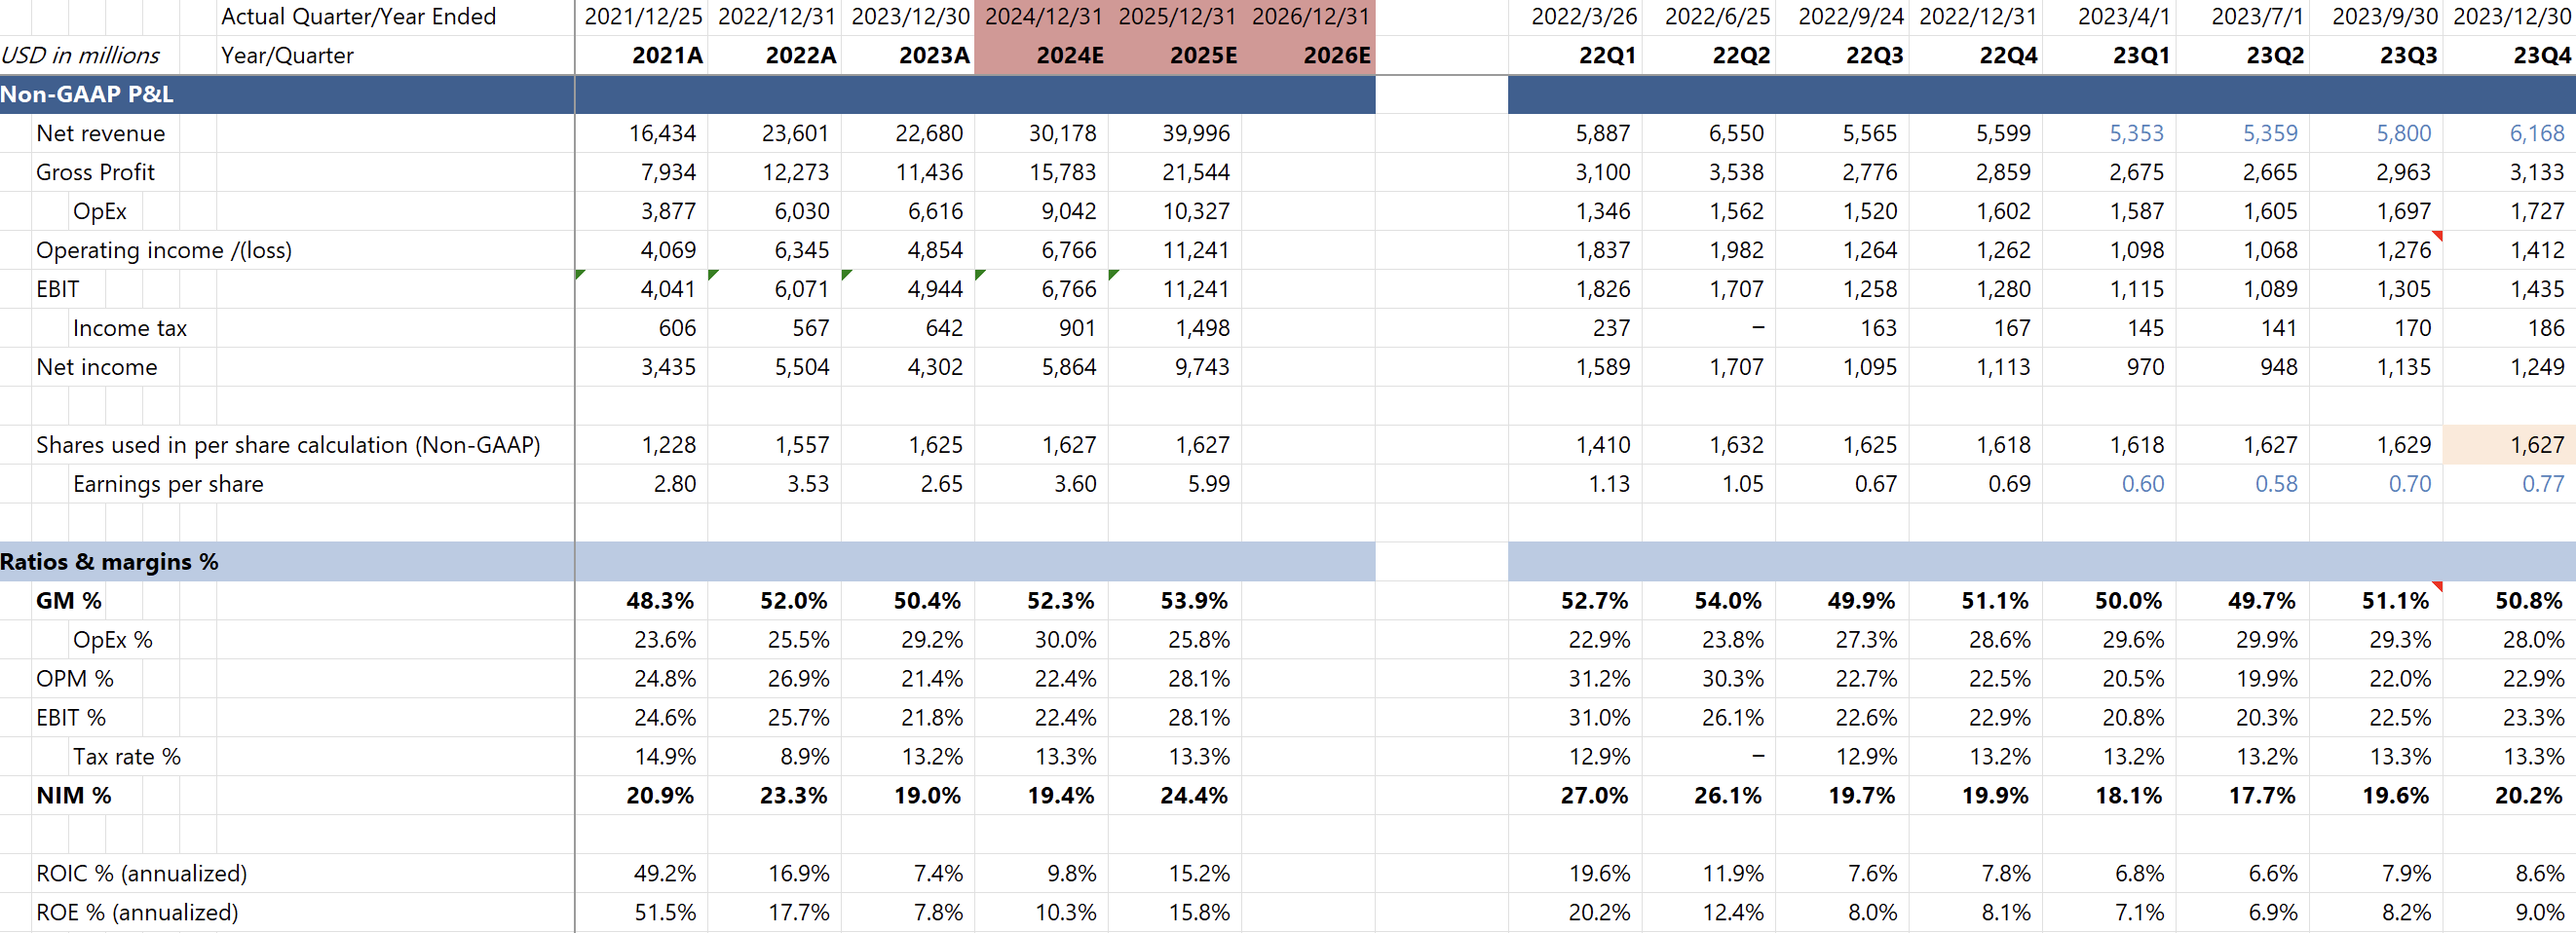 Actual Quarter/Year Ended 2021/12/25 2022/12/31 2023/12/30 2024/12/31 2025/12/31 2026/12/31 2022/3/26 2022/6/25 2022/9/24 2022/12/31 2023/4/1 2023/7/1 2023/9/30 2023/12/30
USD in millions Year/Quarter 2021A 2022A 2023A 2024E 2025E 2026E 22Q1 22Q2 22Q3 22Q4 23Q1 23Q2 23Q3 23Q4
Non-GAAP P&L
Net revenue 16,434 23,601 22,680 30,178 39,996 5,887 6,550 5,565 5,599 5,353 5,359 5,800 6,168
Gross Profit 7,934 12,273 11,436 15,783 21,544 3,100 3,538 2,776 2,859 2,675 2,665 2,963 3,133
OpEx 3,877 6,030 6,616 9,042 10,327 1,346 1,562 1,520 1,602 1,587 1,605 1,697 1,727
Operating income /(loss) 4,069 6,345 4,854 6,766 11,241 1,837 1,982 1,264 1,262 1,098 1,068 1,276 1,412
EBIT 4,041 6,071 4,944 6,766 11,241 1,826 1,707 1,258 1,280 1,115 1,089 1,305 1,435
Income tax 606 567 642 901 1,498 237 – 163 167 145 141 170 186
Net income 3,435 5,504 4,302 5,864 9,743 1,589 1,707 1,095 1,113 970 948 1,135 1,249
Shares used in per share calculation (Non-GAAP) 1,228 1,557 1,625 1,627 1,627 1,410 1,632 1,625 1,618 1,618 1,627 1,629 1,627
Earnings per share 2.80 3.53 2.65 3.60 5.99 1.13 1.05 0.67 0.69 0.60 0.58 0.70 0.77
Ratios & margins %
GM % 48.3% 52.0% 50.4% 52.3% 53.9% 52.7% 54.0% 49.9% 51.1% 50.0% 49.7% 51.1% 50.8%
OpEx % 23.6% 25.5% 29.2% 30.0% 25.8% 22.9% 23.8% 27.3% 28.6% 29.6% 29.9% 29.3% 28.0%
OPM % 24.8% 26.9% 21.4% 22.4% 28.1% 31.2% 30.3% 22.7% 22.5% 20.5% 19.9% 22.0% 22.9%
EBIT % 24.6% 25.7% 21.8% 22.4% 28.1% 31.0% 26.1% 22.6% 22.9% 20.8% 20.3% 22.5% 23.3%
Tax rate % 14.9% 8.9% 13.2% 13.3% 13.3% 12.9% – 12.9% 13.2% 13.2% 13.2% 13.3% 13.3%
NIM % 20.9% 23.3% 19.0% 19.4% 24.4% 27.0% 26.1% 19.7% 19.9% 18.1% 17.7% 19.6% 20.2%
ROIC % (annualized) 49.2% 16.9% 7.4% 9.8% 15.2% 19.6% 11.9% 7.6% 7.8% 6.8% 6.6% 7.9% 8.6%
ROE % (annualized) 51.5% 17.7% 7.8% 10.3% 15.8% 20.2% 12.4% 8.0% 8.1% 7.1% 6.9% 8.2% 9.0%